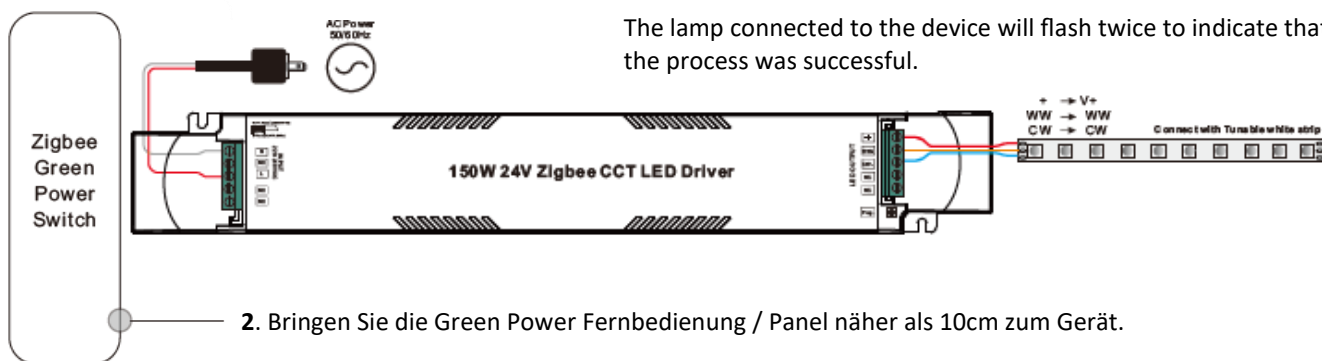 AC Power
50/60Hz
The lamp connected to the device will flash twice to indicate that
the process was successful.
+ → V+
WW → WW
CW → CW
Connect with Tunable white strip
Zigbee
Green
Power
Switch
150W 24V Zigbee CCT LED Driver
LED OUTPUT
2. Bringen Sie die Green Power Fernbedienung / Panel näher als 10cm zum Gerät.